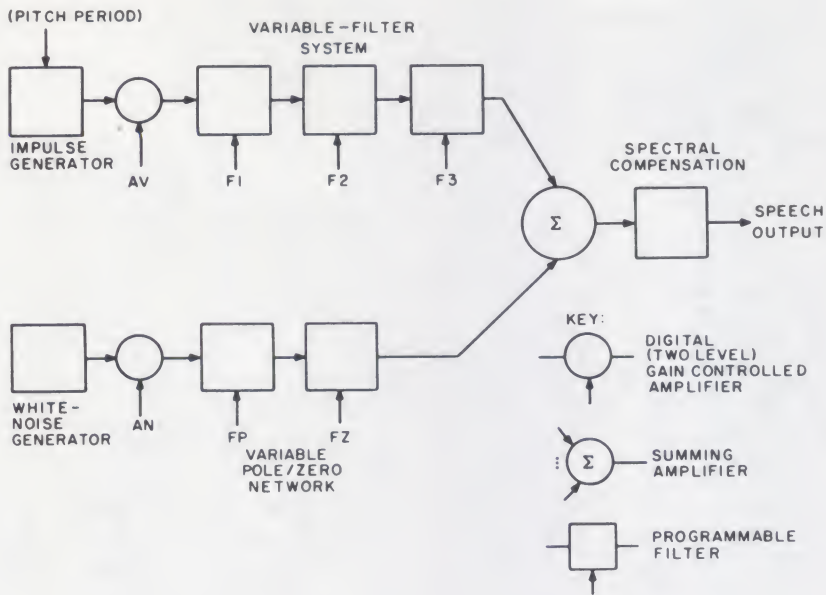 (PITCH PERIOD)
VARIABLE-FILTER
SYSTEM
IMPULSE
GENERATOR
AV
F1
F2
F3
SPECTRAL
COMPENSATION
Σ
SPEECH
OUTPUT
WHITE-
NOISE
GENERATOR
AN
FP
FZ
VARIABLE
POLE/ZERO
NETWORK
KEY:
DIGITAL
(TWO LEVEL)
GAIN CONTROLLED
AMPLIFIER
Σ
SUMMING
AMPLIFIER
PROGRAMMABLE
FILTER